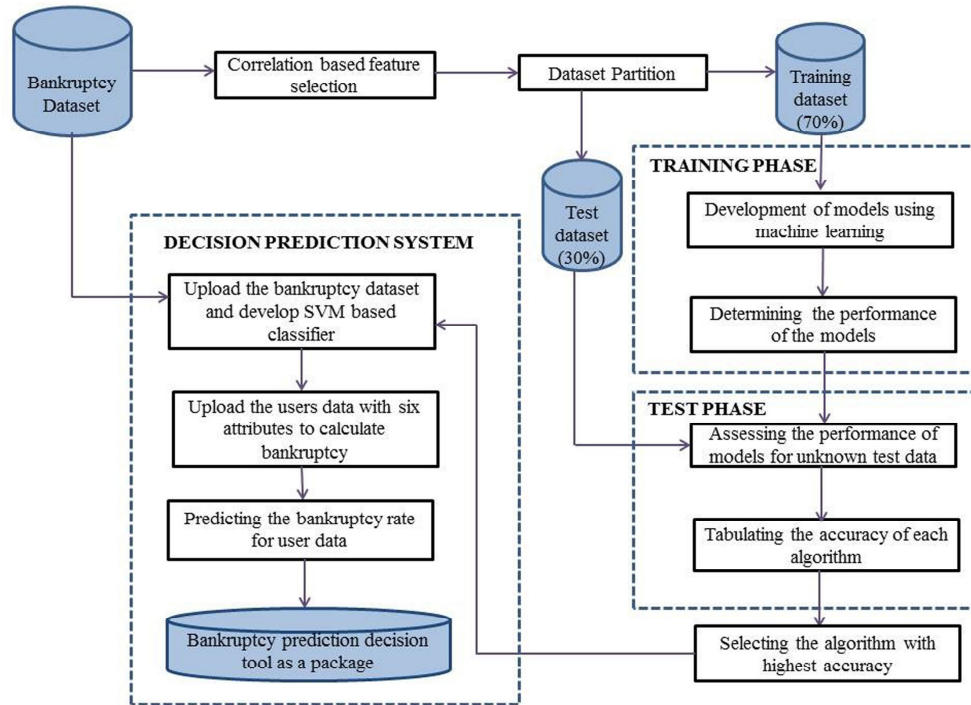 Bankruptcy
Dataset
Correlation based feature
selection
Dataset Partition
Training
dataset
(70%)
Test
dataset
(30%)
TRAINING PHASE
Development of models using
machine learning
Determining the performance
of the models
TEST PHASE
Assessing the performance of
models for unknown test data
Tabulating the accuracy of each
algorithm
Selecting the algorithm with
highest accuracy
DECISION PREDICTION SYSTEM
Upload the bankruptcy dataset
and develop SVM based
classifier
Upload the users data with six
attributes to calculate
bankruptcy
Predicting the bankruptcy rate
for user data
Bankruptcy prediction decision
tool as a package